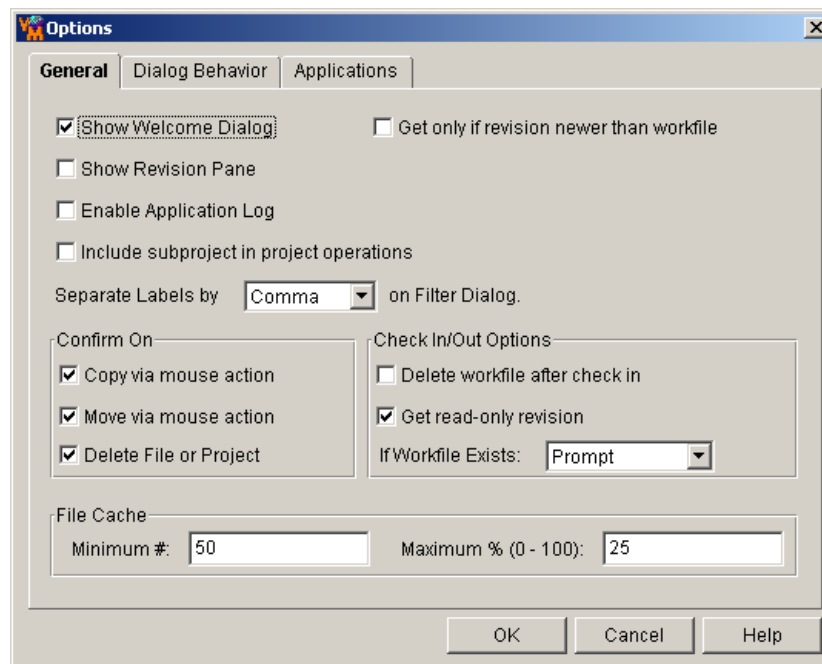 VM Options
General Dialog Behavior Applications
Show Welcome Dialog Get only if revision newer than workfile
Show Revision Pane
Enable Application Log
Include subproject in project operations
Separate Labels by Comma on Filter Dialog.
Confirm On Check In/Out Options
Copy via mouse action Delete workfile after check in
Move via mouse action Get read-only revision
Delete File or Project If Workfile Exists: Prompt
File Cache
Minimum #: 50 Maximum % (0 - 100): 25
OK Cancel Help